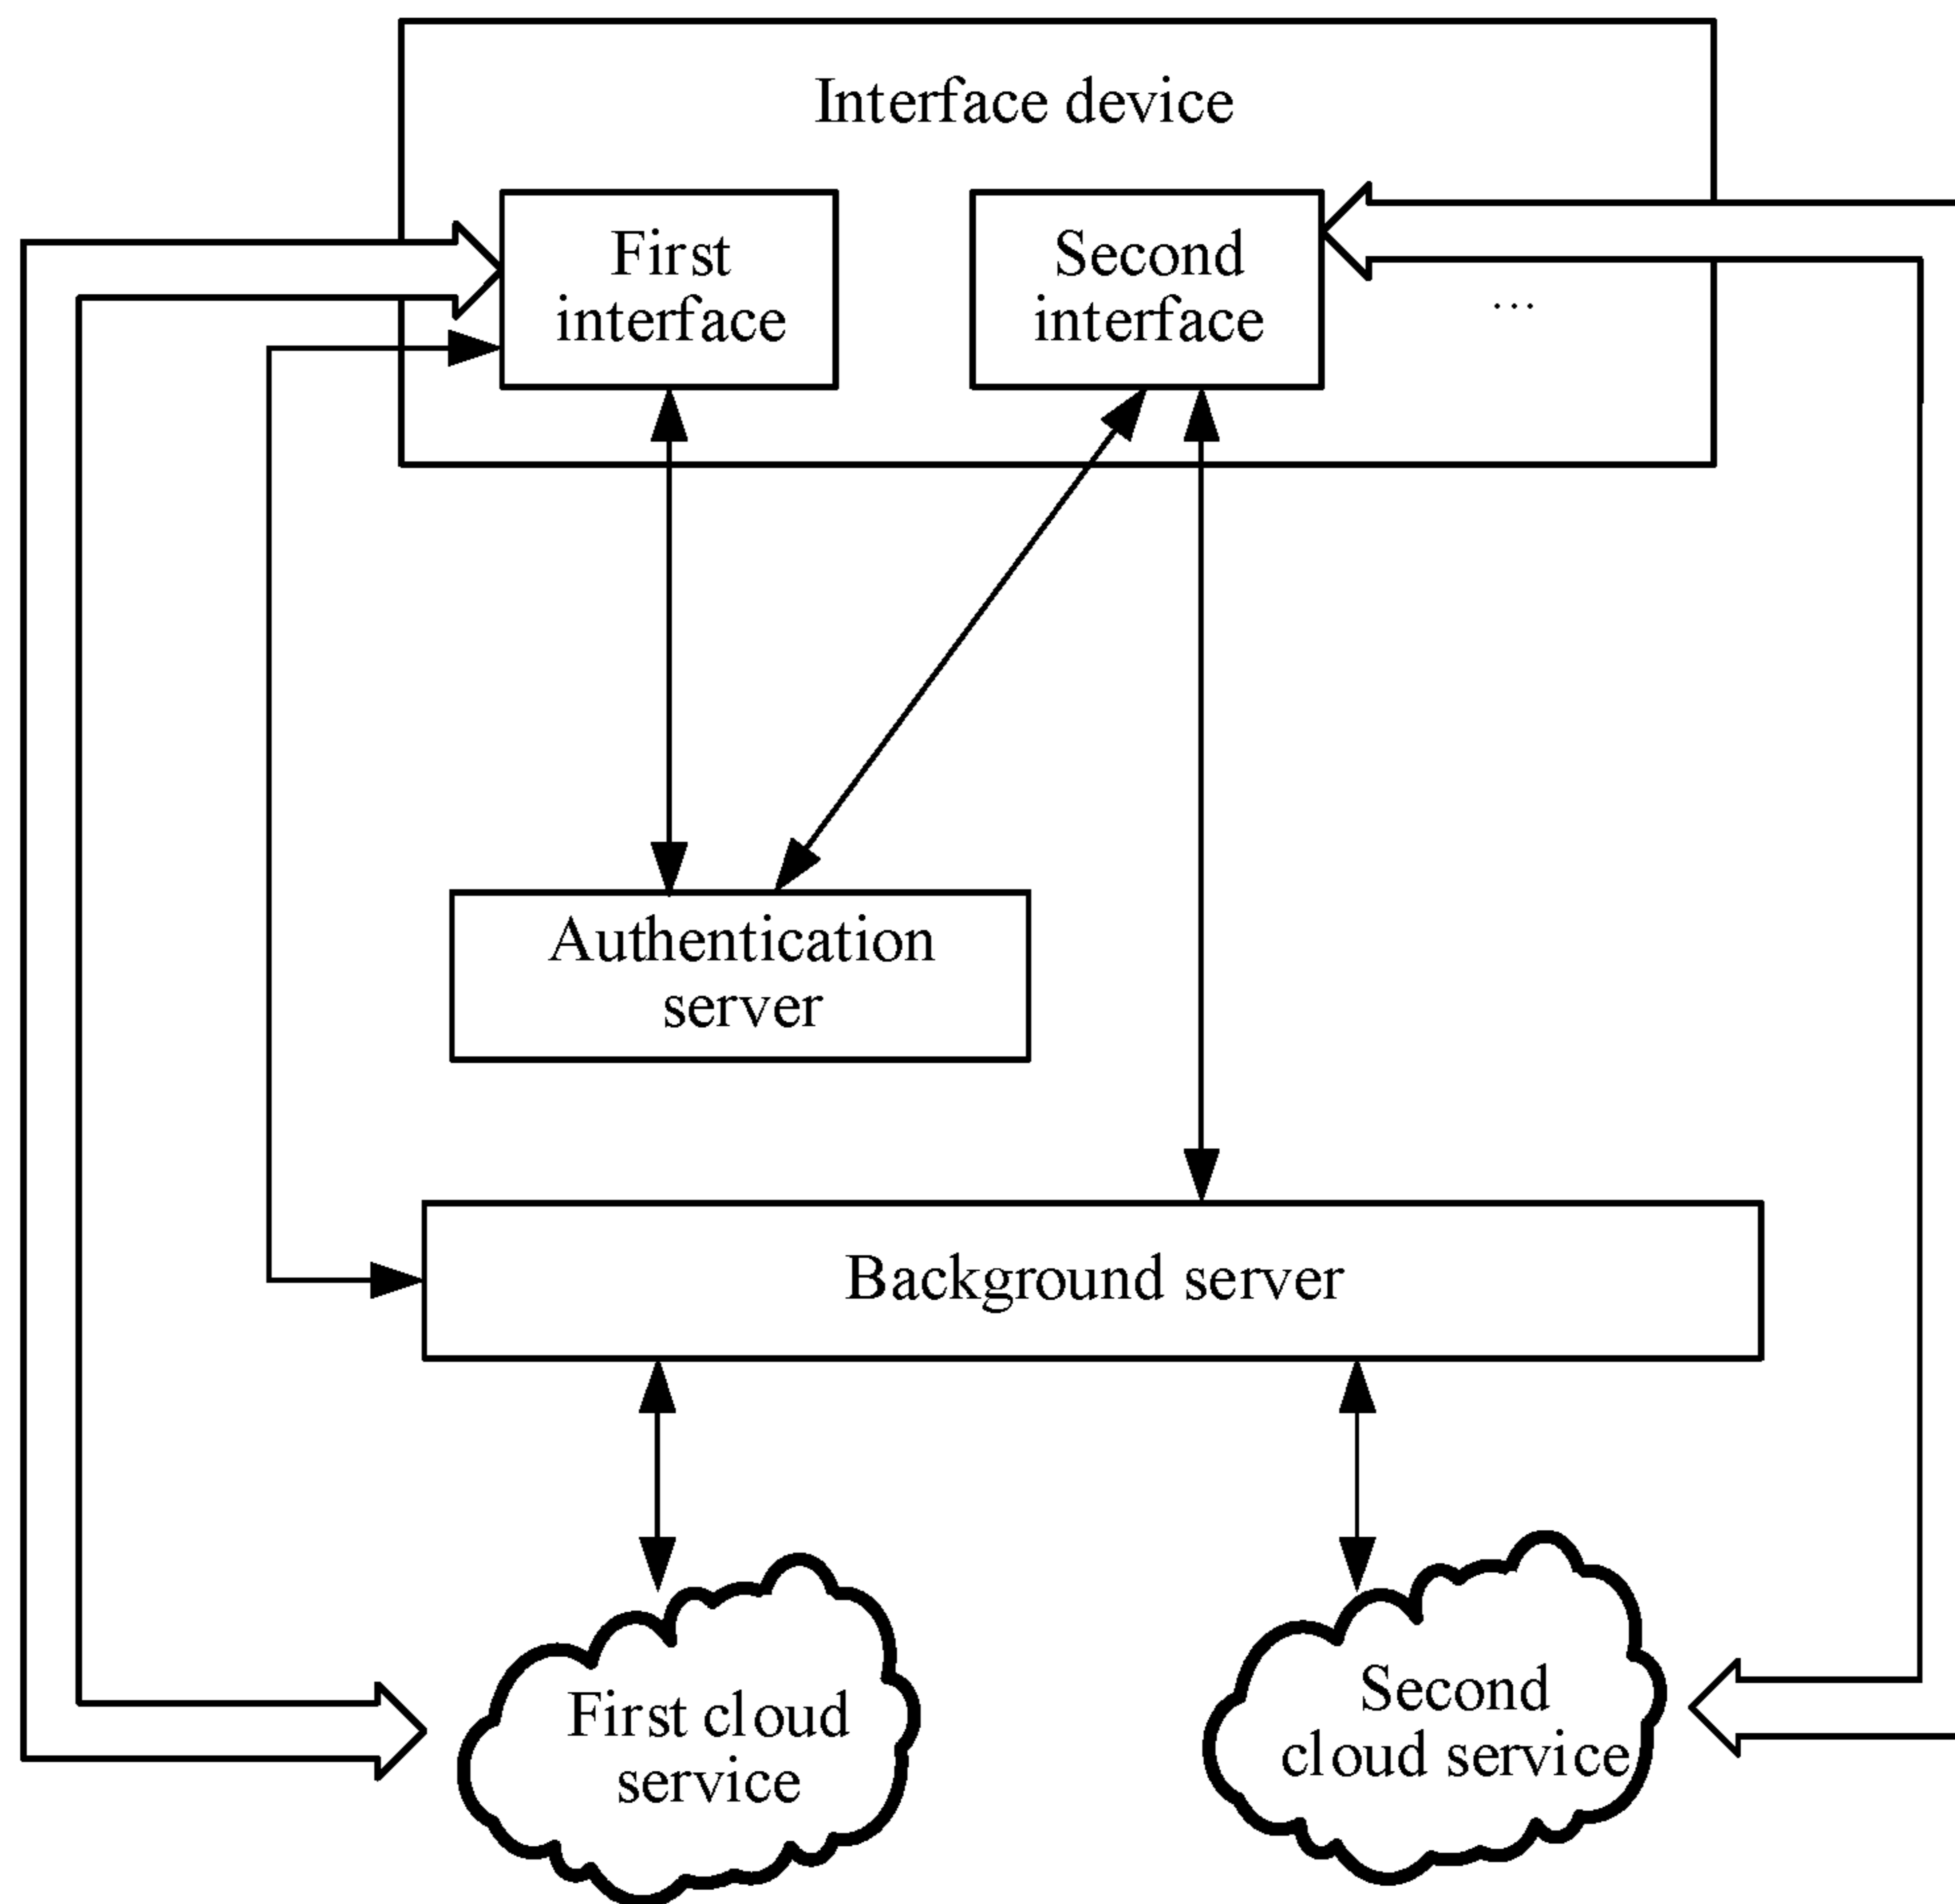 Interface device
First
interface
Second
interface
...
Authentication
server
Background server
First cloud
service
Second
cloud service